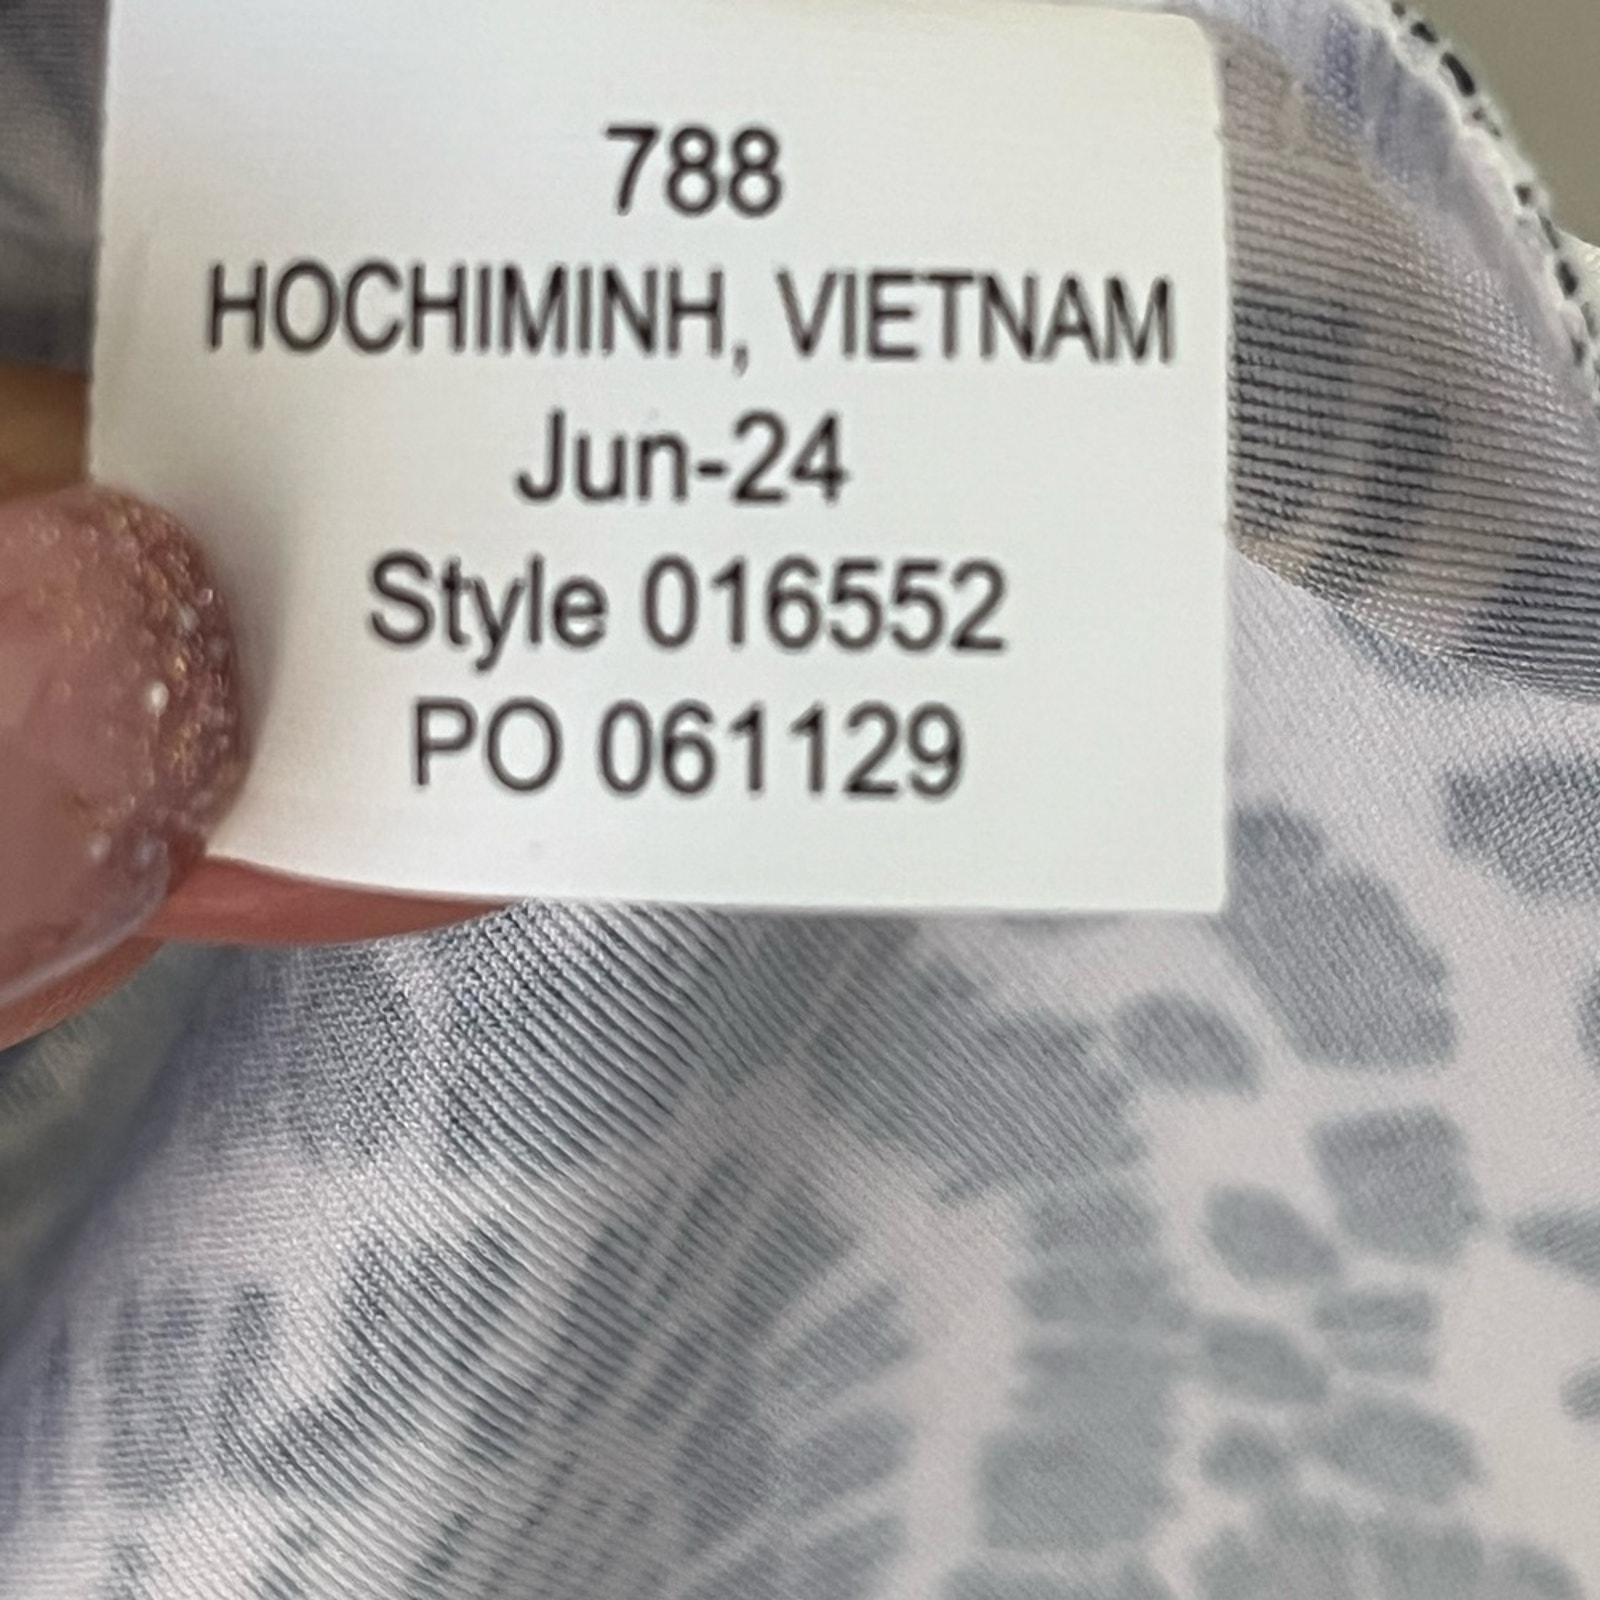 788
HOCHIMINH, VIETNAM
Jun-24
Style 016552
PO 061129